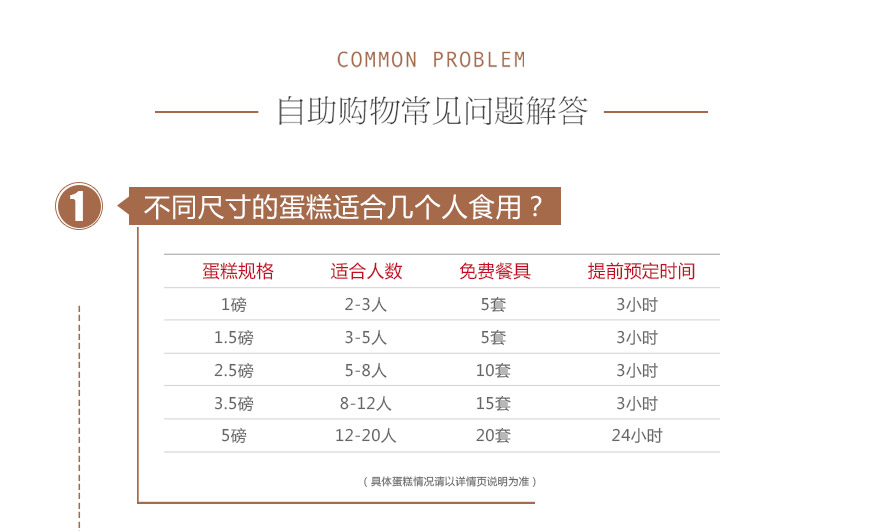 COMMON PROBLEM
自助购物常见问题解答
1 不同尺寸的蛋糕适合几个人食用？
蛋糕规格 适合人数 免费餐具 提前预定时间
1磅 2-3人 5套 3小时
1.5磅 3-5人 5套 3小时
2.5磅 5-8人 10套 3小时
3.5磅 8-12人 15套 3小时
5磅 12-20人 20套 24小时
（具体蛋糕情况请以详情页说明为准）